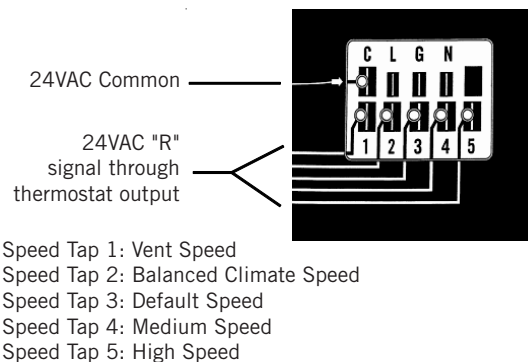 C L G N
24VAC Common
1 2 3 4 5
24VAC "R"
signal through
thermostat output
Speed Tap 1: Vent Speed
Speed Tap 2: Balanced Climate Speed
Speed Tap 3: Default Speed
Speed Tap 4: Medium Speed
Speed Tap 5: High Speed